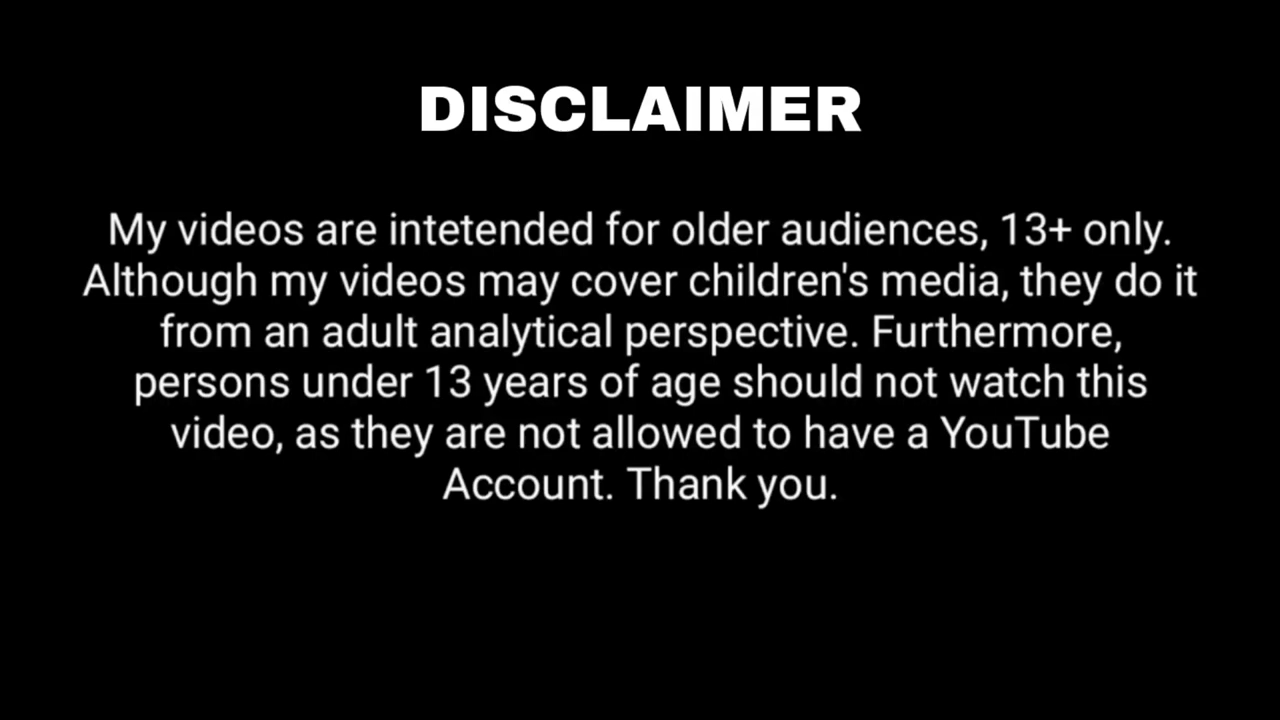 DISCLAIMER
My videos are intetended for older audiences, 13+ only.
Although my videos may cover children's media, they do it
from an adult analytical perspective. Furthermore,
persons under 13 years of age should not watch this
video, as they are not allowed to have a YouTube
Account. Thank you.